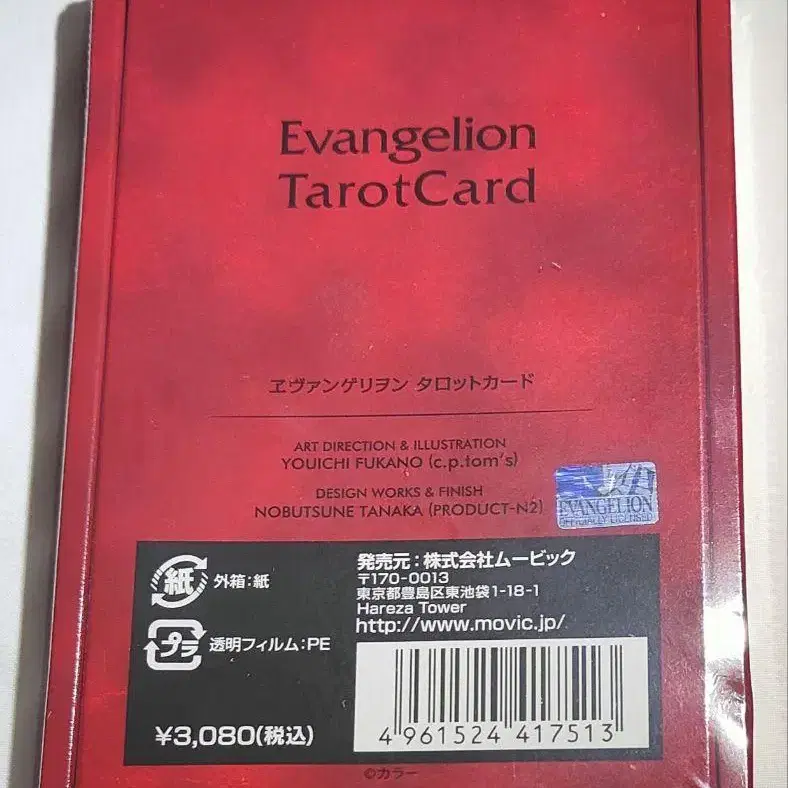 Evangelion
TarotCard
ヱヴァンゲリヲン タロットカード
ART DIRECTION & ILLUSTRATION
YOUICHI FUKANO (c.p.tom's)
DESIGN WORKS & FINISH
NOBUTSUNE TANAKA (PRODUCT-N2)
EVANGELION
OFFICIALLY LICENSED
紙
外箱:紙
プラ
透明フィルム:PE
¥3,080(税込)
発売元:株式会社ムービック
〒170-0013
東京都豊島区東池袋1-18-1
Hareza Tower
http://www.movic.jp/
4 961524 417513
©カラー